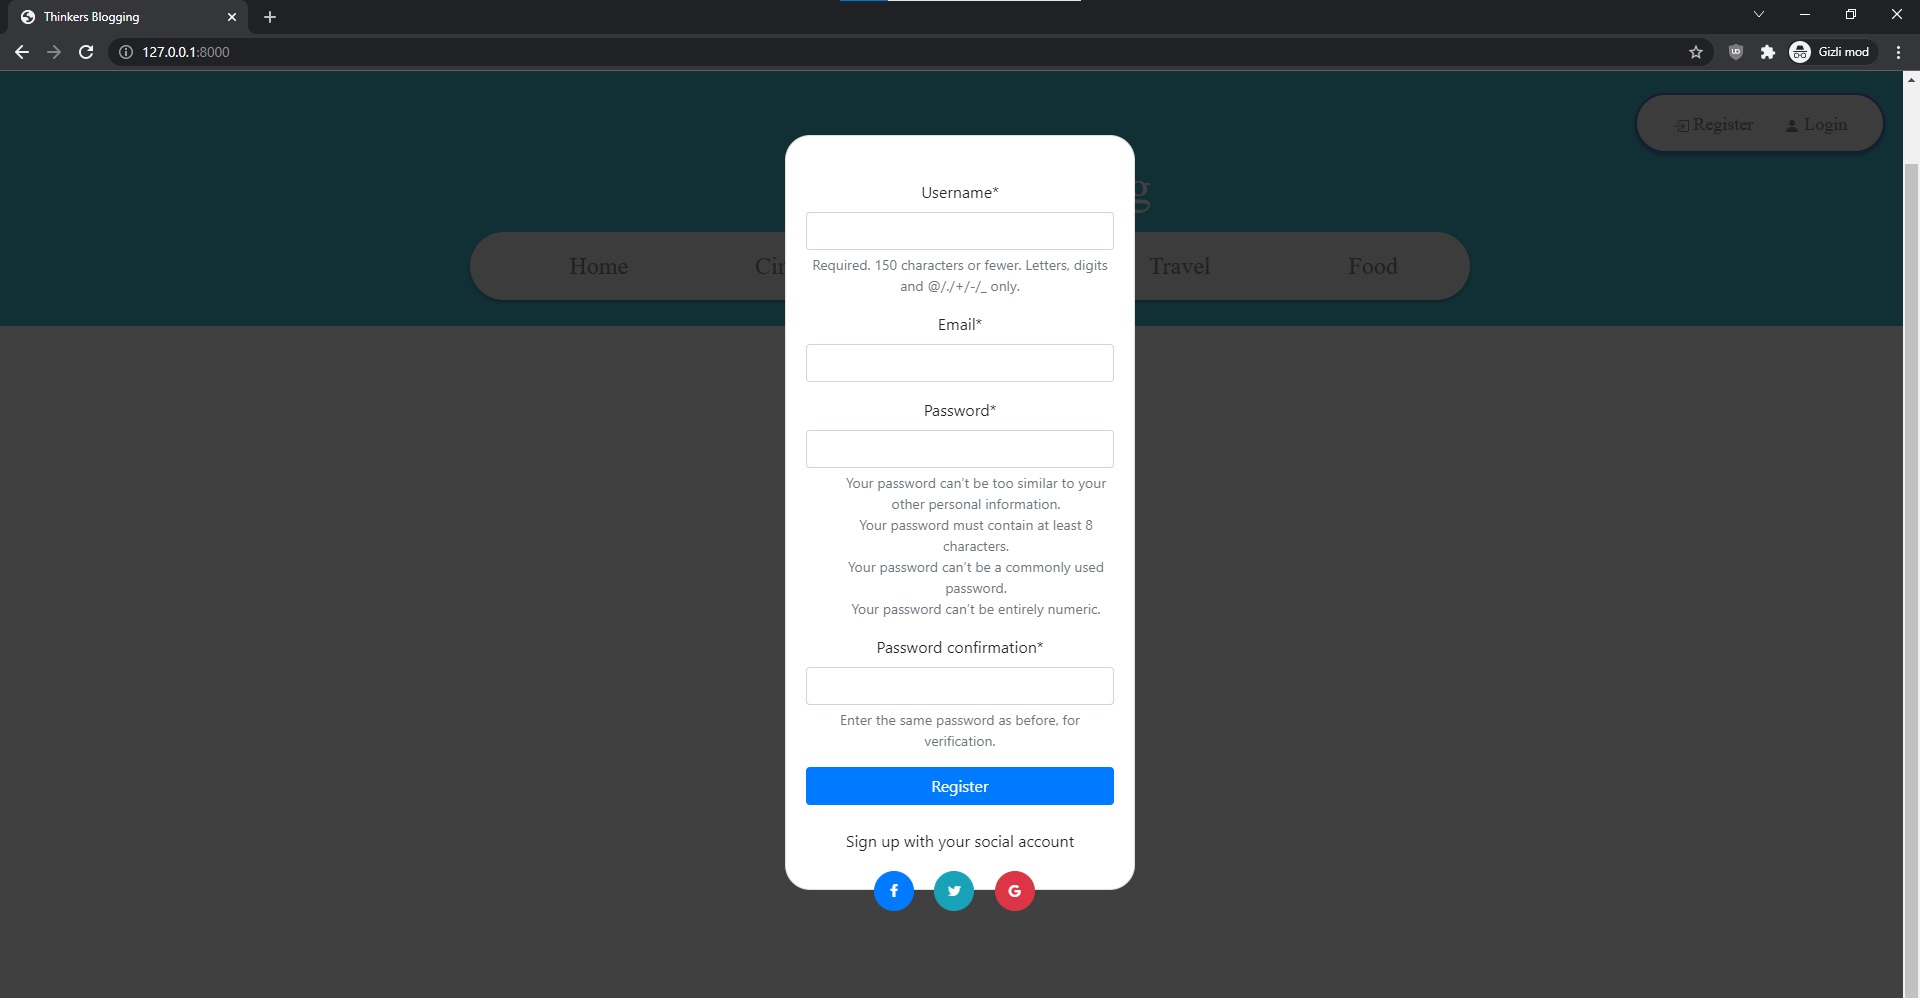 Thinkers Blogging
127.0.0.1:8000
Gizli mod
Register
Login
g
Home
Cin
Travel
Food
Username*
Required. 150 characters or fewer. Letters, digits
and @/./+/-/_ only.
Email*
Password*
Your password can't be too similar to your
other personal information.
Your password must contain at least 8
characters.
Your password can't be a commonly used
password.
Your password can't be entirely numeric.
Password confirmation*
Enter the same password as before, for
verification.
Register
Sign up with your social account